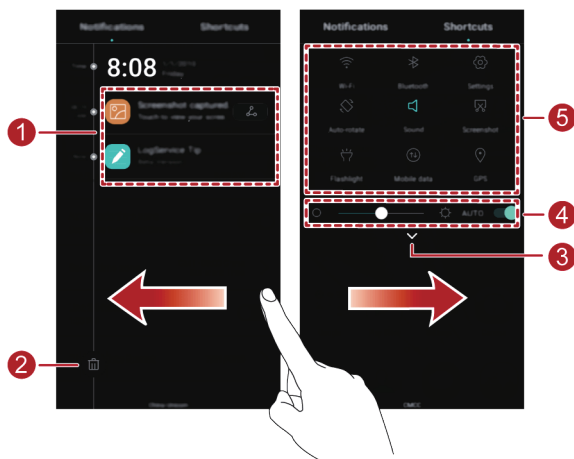 Notifications
Shortcuts
8:08
Friday
Screenshot captured
Touch to view your screen
LogService Tip
1
2
Notifications
Shortcuts
Wi-Fi
Bluetooth
Settings
Auto-rotate
Sound
Screenshot
Flashlight
Mobile data
GPS
AUTO
CMCC
5
4
3